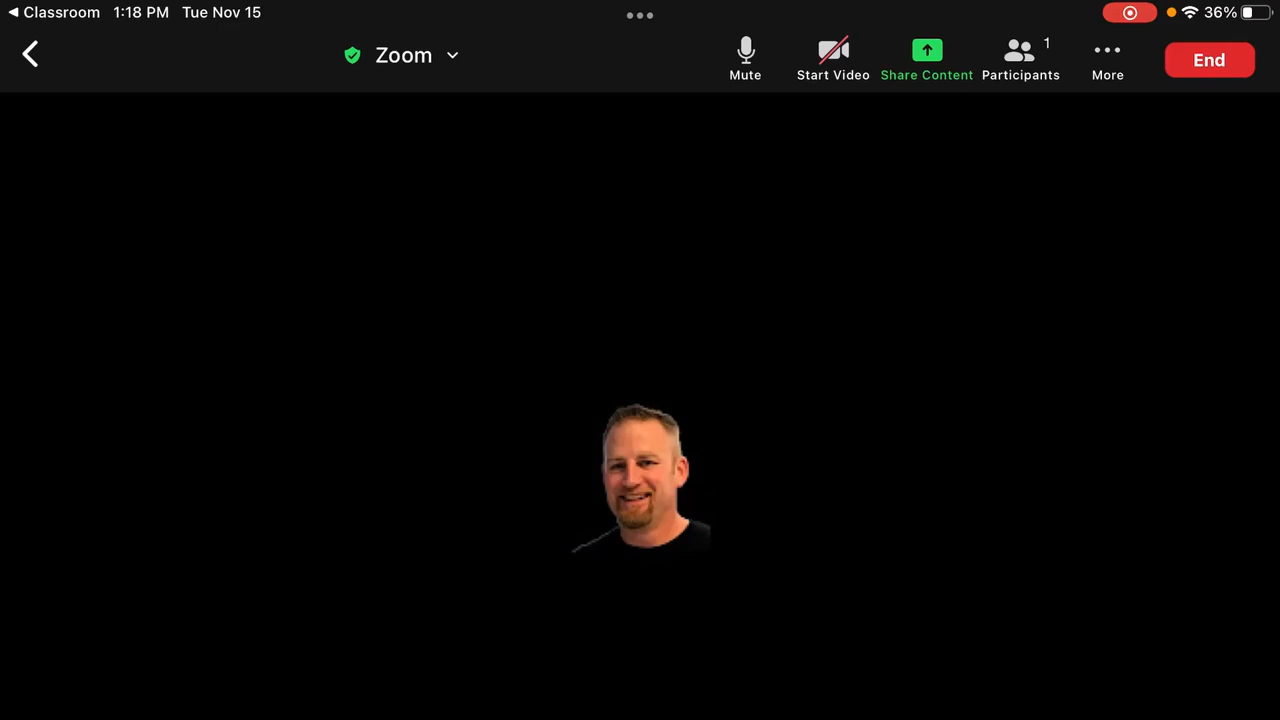 Classroom 1:18 PM Tue Nov 15 36%
Zoom Mute Start Video Share Content Participants 1 More End